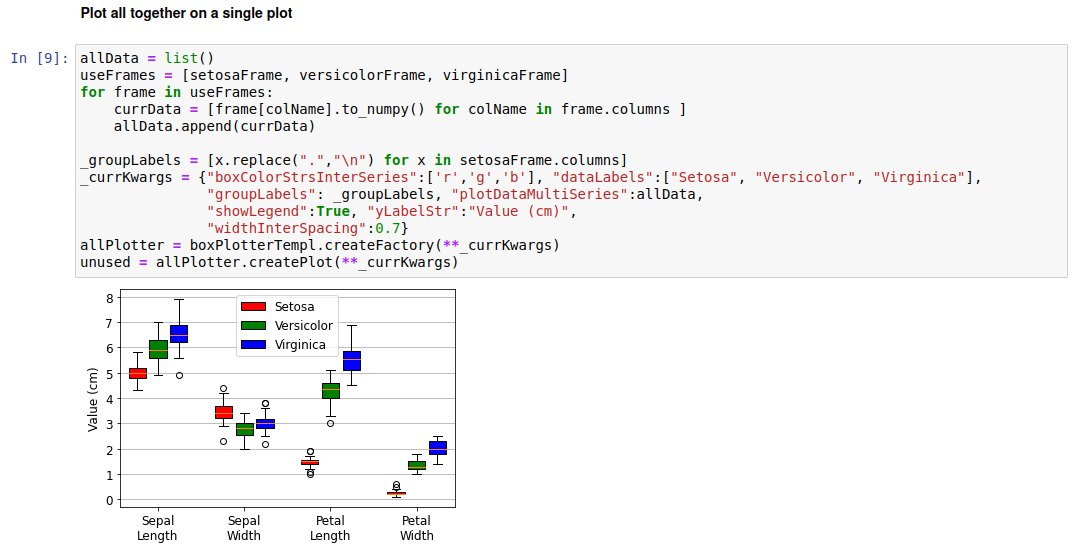 Plot all together on a single plot
In [9]:
allData = list()
useFrames = [setosaFrame, versicolorFrame, virginicaFrame]
for frame in useFrames:
    currData = [frame[colName].to_numpy() for colName in frame.columns ]
    allData.append(currData)
_groupLabels = [x.replace(".","\n") for x in setosaFrame.columns]
_currKwargs = {"boxColorStrsInterSeries":['r','g','b'], "dataLabels":["Setosa", "Versicolor", "Virginica"],
               "groupLabels": _groupLabels, "plotDataMultiSeries":allData,
               "showLegend":True, "yLabelStr":"Value (cm)",
               "widthInterSpacing":0.7}
allPlotter = boxPlotterTempl.createFactory(**_currKwargs)
unused = allPlotter.createPlot(**_currKwargs)
Setosa
Versicolor
Virginica
Value (cm)
8
7
6
5
4
3
2
1
0
Sepal
Length
Sepal
Width
Petal
Length
Petal
Width